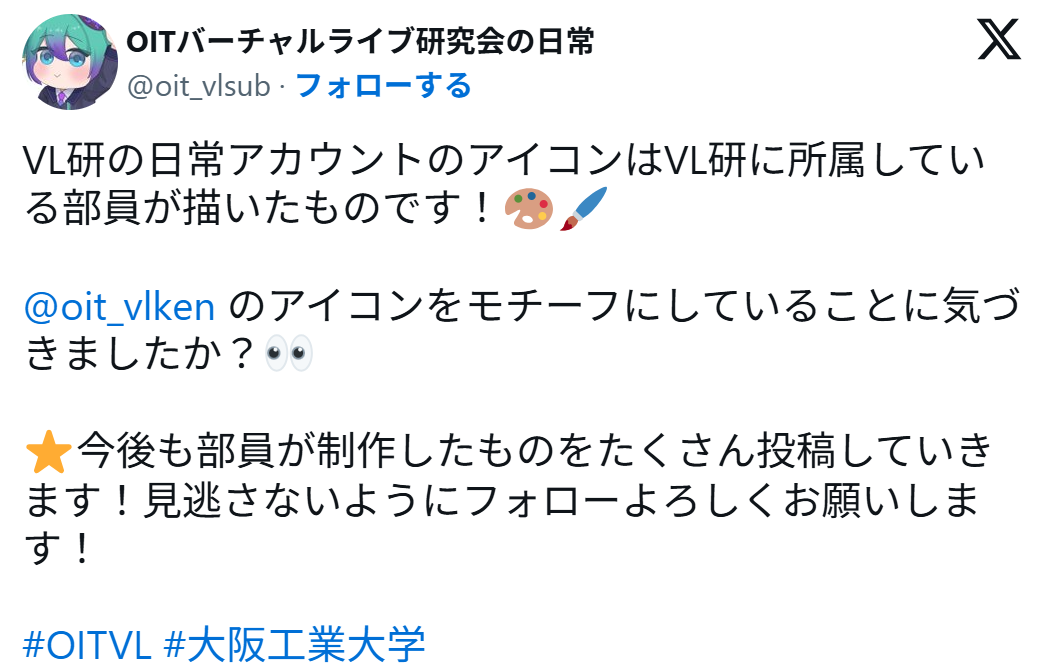 OITバーチャルライブ研究会の日常
@oit_vlsub · フォローする
VL研の日常アカウントのアイコンはVL研に所属してい
る部員が描いたものです！🎨🖌️
@oit_vlken のアイコンをモチーフにしていることに気づ
きましたか？👀
⭐今後も部員が制作したものをたくさん投稿していき
ます！見逃さないようにフォローよろしくお願いしま
す！
#OITVL #大阪工業大学